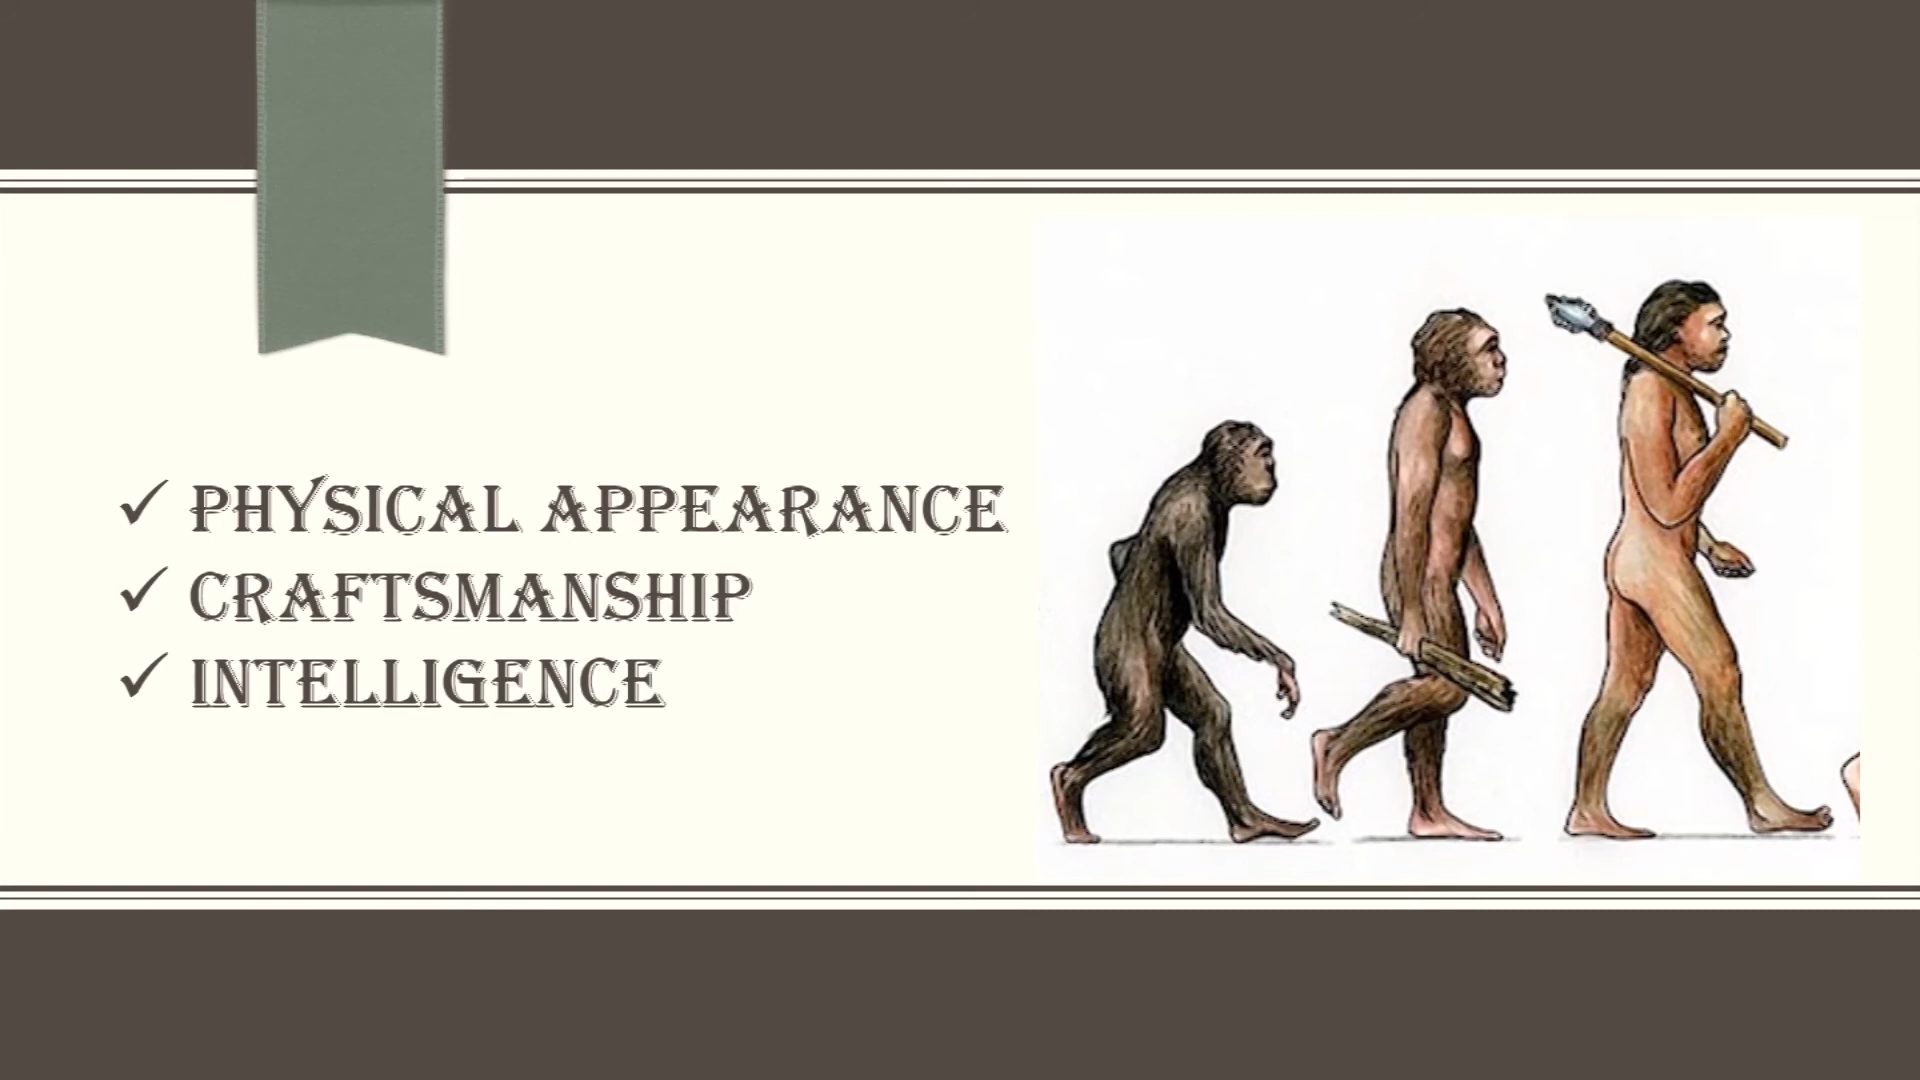 ✓ PHYSICAL APPEARANCE
✓ CRAFTSMANSHIP
✓ INTELLIGENCE